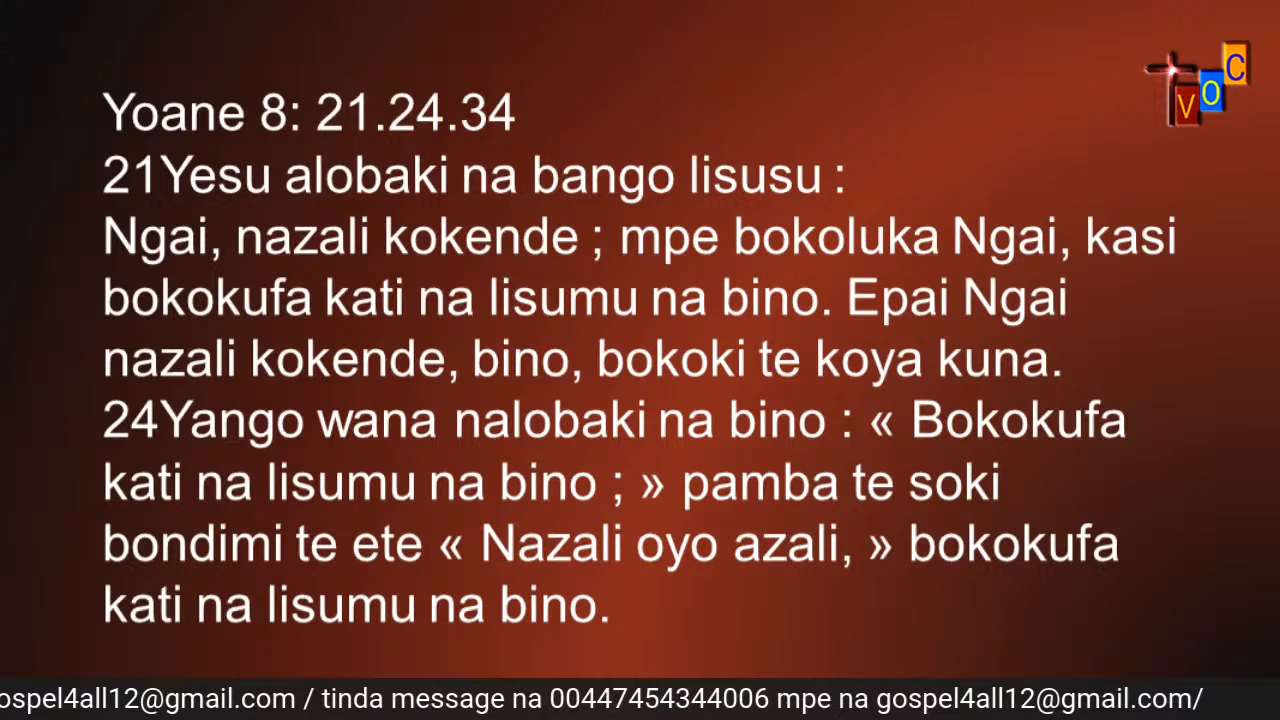 Yoane 8: 21.24.34
21Yesu alobaki na bango lisusu :
Ngai, nazali kokende ; mpe bokoluka Ngai, kasi
bokokufa kati na lisumu na bino. Epai Ngai
nazali kokende, bino, bokoki te koya kuna.
24Yango wana nalobaki na bino : « Bokokufa
kati na lisumu na bino ; » pamba te soki
bondimi te ete « Nazali oyo azali, » bokokufa
kati na lisumu na bino.
V O C
ospel4all12@gmail.com / tinda message na 00447454344006 mpe na gospel4all12@gmail.com/